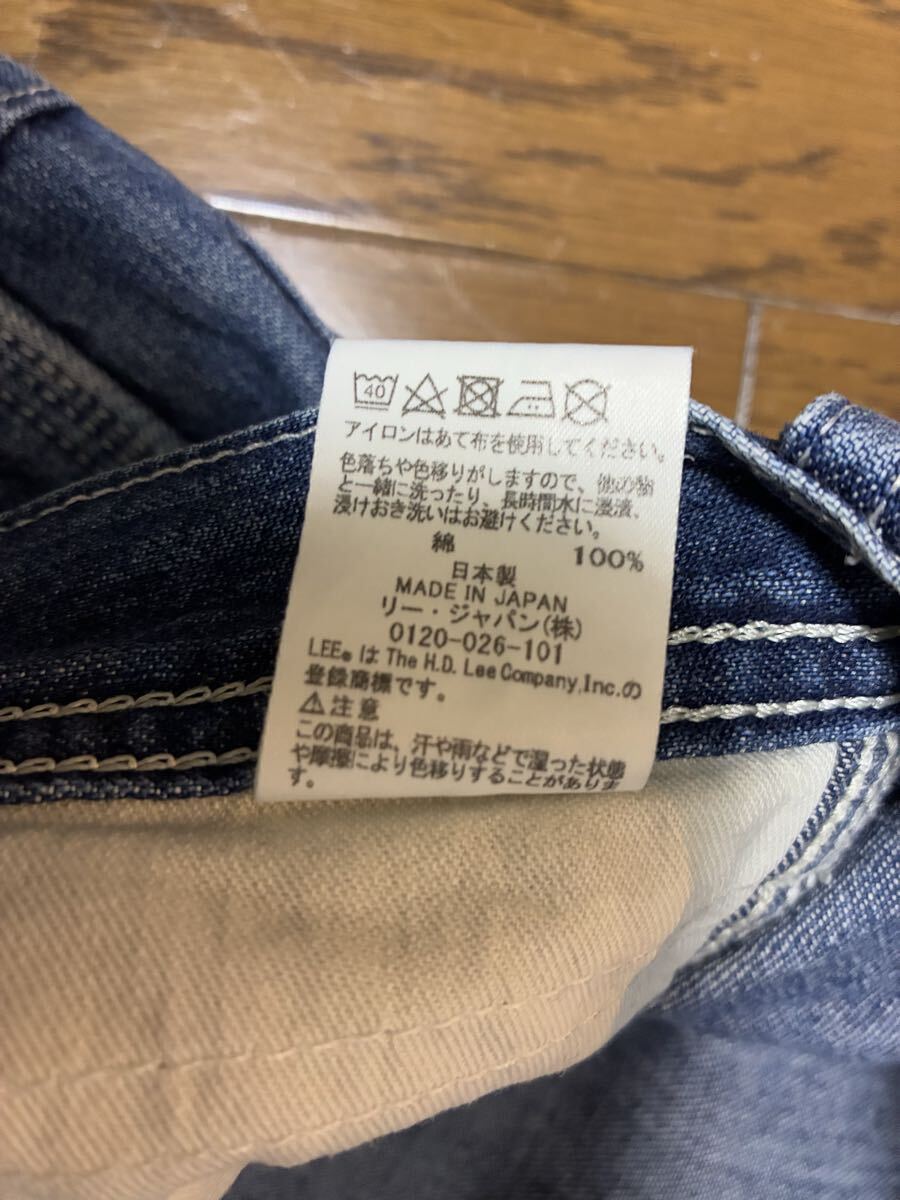 40
アイロンはあて布を使用してください。
色落ちや色移りがしますので、他の物
と一緒に洗ったり、長時間水に浸漬、
浸けおき洗いはお避けください。
綿 100%
日本製
MADE IN JAPAN
リー・ジャパン(株)
0120-026-101
LEE® は The H.D. Lee Company, Inc.の
登録商標です。
⚠注意
この商品は、汗や雨などで湿った状態
や摩擦により色移りすることがありま
す。